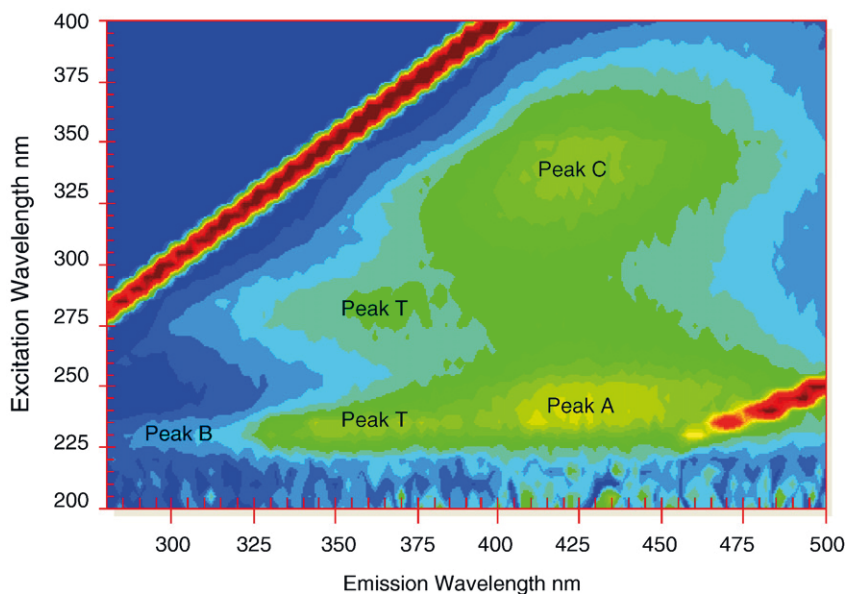 400
375
350
325
300
275
250
225
200
Excitation Wavelength nm
Peak C
Peak T
Peak A
Peak T
Peak B
300 325 350 375 400 425 450 475 500
Emission Wavelength nm